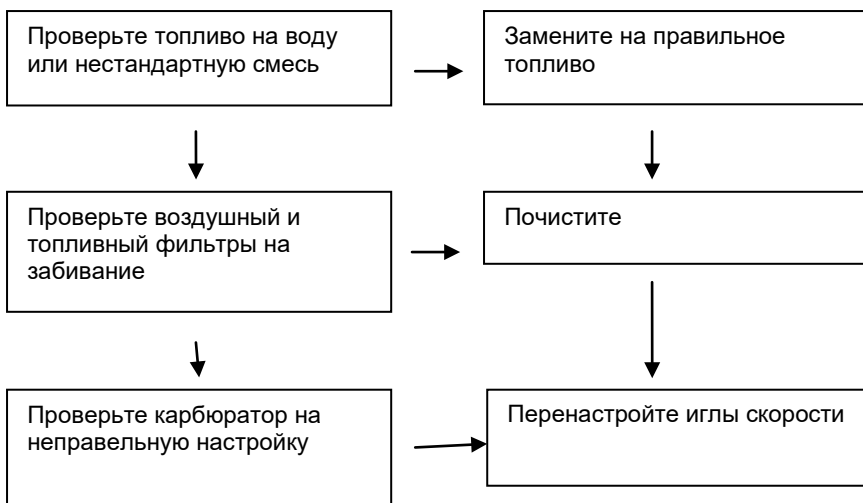 Проверьте топливо на воду
или нестандартную смесь
Замените на правильное
топливо
Проверьте воздушный и
топливный фильтры на
забивание
Почистите
Проверьте карбюратор на
неправельную настройку
Перенастройте иглы скорости